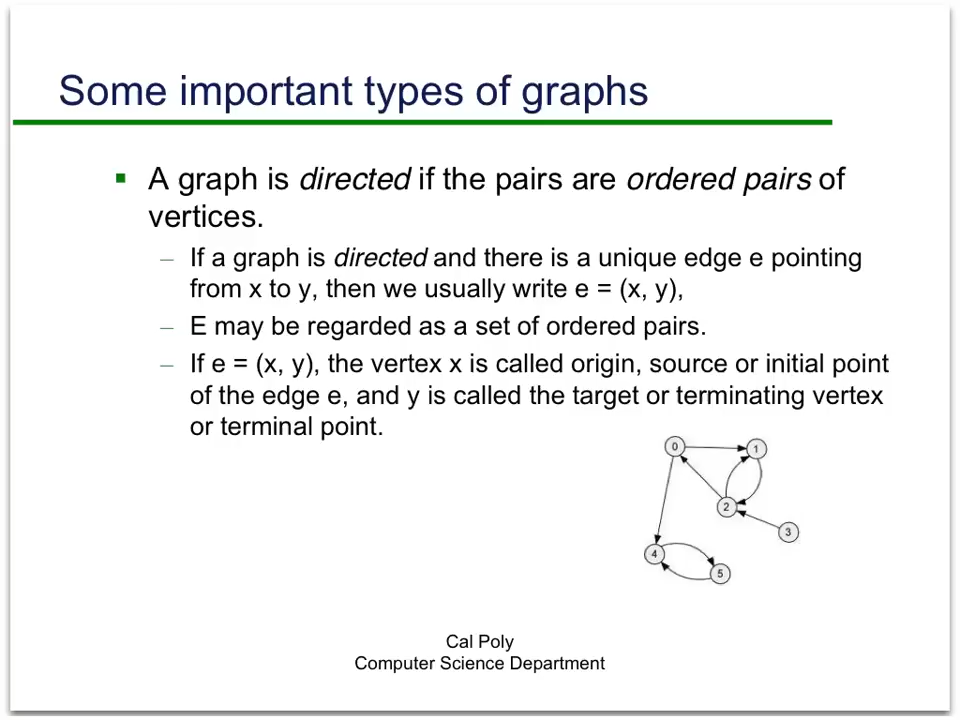 Some important types of graphs
▪ A graph is directed if the pairs are ordered pairs of
vertices.
– If a graph is directed and there is a unique edge e pointing
from x to y, then we usually write e = (x, y),
– E may be regarded as a set of ordered pairs.
– If e = (x, y), the vertex x is called origin, source or initial point
of the edge e, and y is called the target or terminating vertex
or terminal point.
0
1
2
3
4
5
Cal Poly
Computer Science Department